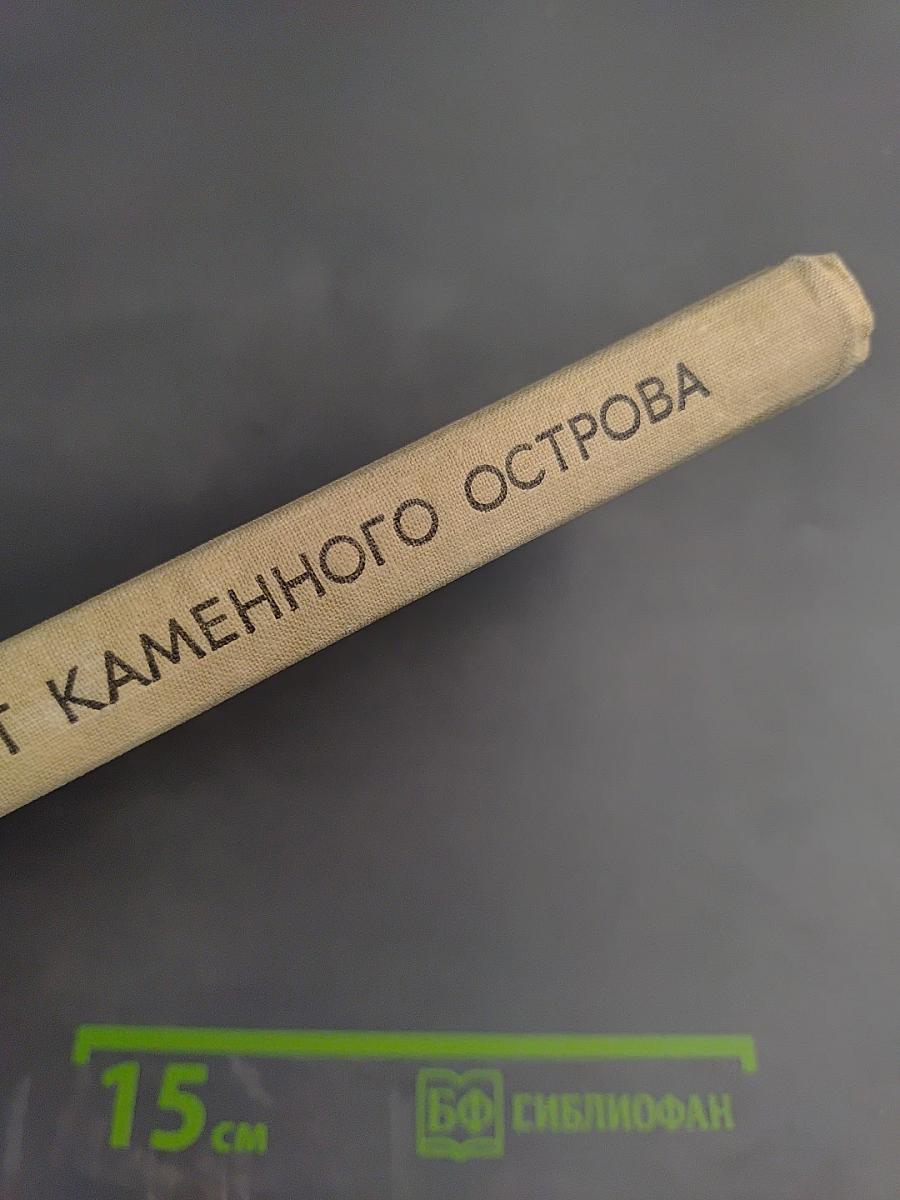 Т КАМЕННОГО ОСТРОВА
15 см
БФ БИБЛИОФАН